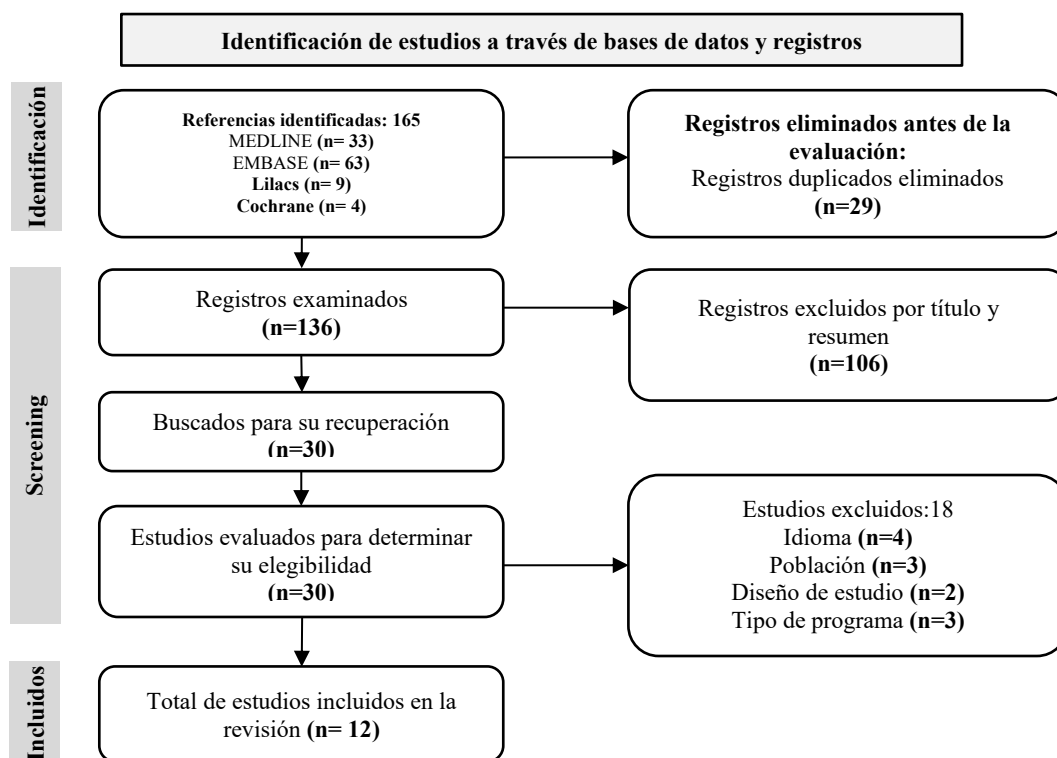 Identificación de estudios a través de bases de datos y registros
Identificación
Referencias identificadas: 165
MEDLINE (n= 33)
EMBASE (n= 63)
Lilacs (n= 9)
Cochrane (n= 4)
Registros eliminados antes de la
evaluación:
Registros duplicados eliminados
(n=29)
Screening
Registros examinados
(n=136)
Registros excluidos por título y
resumen
(n=106)
Buscados para su recuperación
(n=30)
Estudios evaluados para determinar
su elegibilidad
(n=30)
Estudios excluidos:18
Idioma (n=4)
Población (n=3)
Diseño de estudio (n=2)
Tipo de programa (n=3)
Incluidos
Total de estudios incluidos en la
revisión (n= 12)